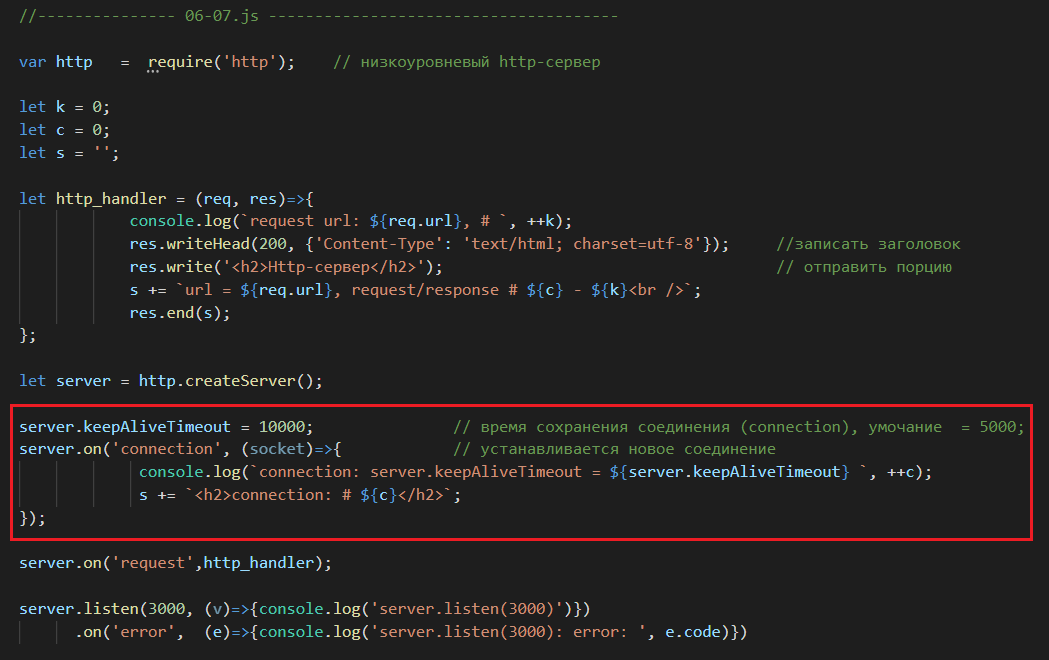 //--------------- 06-07.js --------------------------------------
var http   =  require('http');    // низкоуровневый http-сервер
let k = 0;
let c = 0;
let s = '';
let http_handler = (req, res)=>{
            console.log(`request url: ${req.url}, # `, ++k);
            res.writeHead(200, {'Content-Type': 'text/html; charset=utf-8'});     //записать заголовок
            res.write('<h2>Http-сервер</h2>');                                    // отправить порцию
            s += `url = ${req.url}, request/response # ${c} - ${k}<br />`;
            res.end(s);
};
let server = http.createServer();
server.keepAliveTimeout = 10000;               // время сохранения соединения (connection), умочание  = 5000;
server.on('connection', (socket)=>{            // устанавливается новое соединение
             console.log(`connection: server.keepAliveTimeout = ${server.keepAliveTimeout} `, ++c);
             s += `<h2>connection: # ${c}</h2>`;
});
server.on('request',http_handler);
server.listen(3000, (v)=>{console.log('server.listen(3000)')})
      .on('error',  (e)=>{console.log('server.listen(3000): error: ', e.code)})